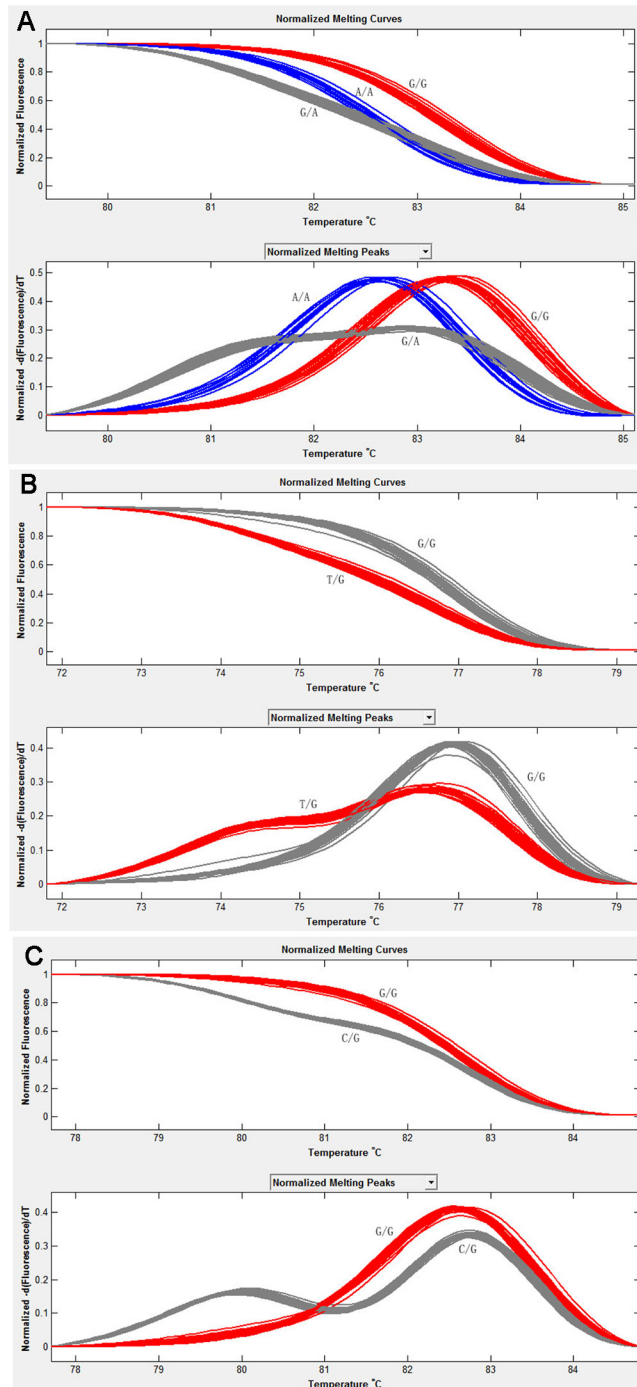 A
Normalized Melting Curves
Normalized Fluorescence
1
0.8
0.6
0.4
0.2
0
A/A
G/G
G/A
80 81 82 83 84 85
Temperature °C
Normalized Melting Peaks
Normalized -d(Fluorescence)/dT
0.5
0.4
0.3
0.2
0.1
0
A/A
G/G
G/A
80 81 82 83 84 85
Temperature °C
B
Normalized Melting Curves
Normalized Fluorescence
1
0.8
0.6
0.4
0.2
0
G/G
T/G
72 73 74 75 76 77 78 79
Temperature °C
Normalized Melting Peaks
Normalized -d(Fluorescence)/dT
0.4
0.3
0.2
0.1
0
G/G
T/G
72 73 74 75 76 77 78 79
Temperature °C
C
Normalized Melting Curves
Normalized Fluorescence
1
0.8
0.6
0.4
0.2
0
G/G
C/G
78 79 80 81 82 83 84
Temperature °C
Normalized Melting Peaks
Normalized -d(Fluorescence)/dT
0.4
0.3
0.2
0.1
0
G/G
C/G
78 79 80 81 82 83 84
Temperature °C